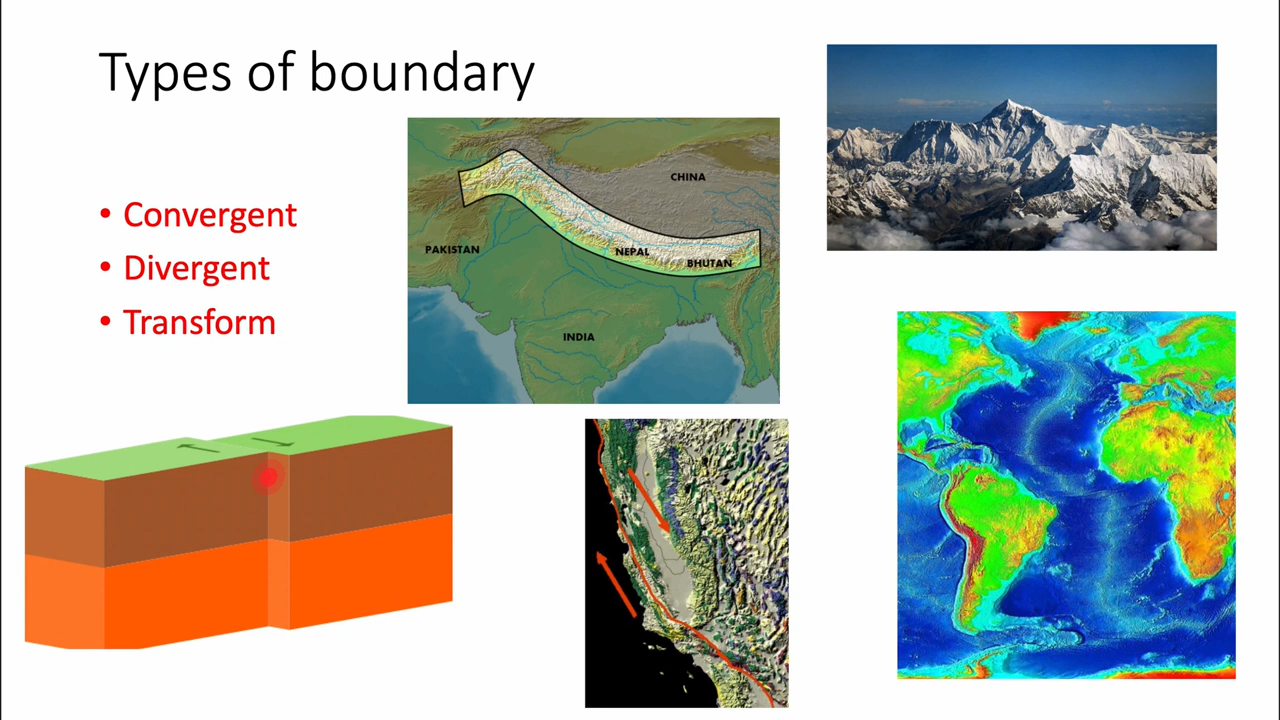 Types of boundary
• Convergent
• Divergent
• Transform
CHINA
PAKISTAN
NEPAL
BHUTAN
INDIA